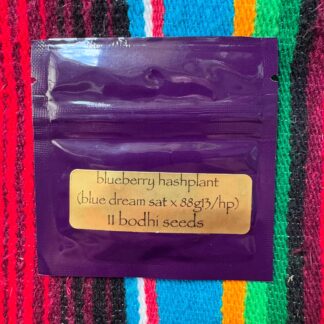 blueberry hashplant
(blue dream sat x 88g13/hp)
11 bodhi seeds